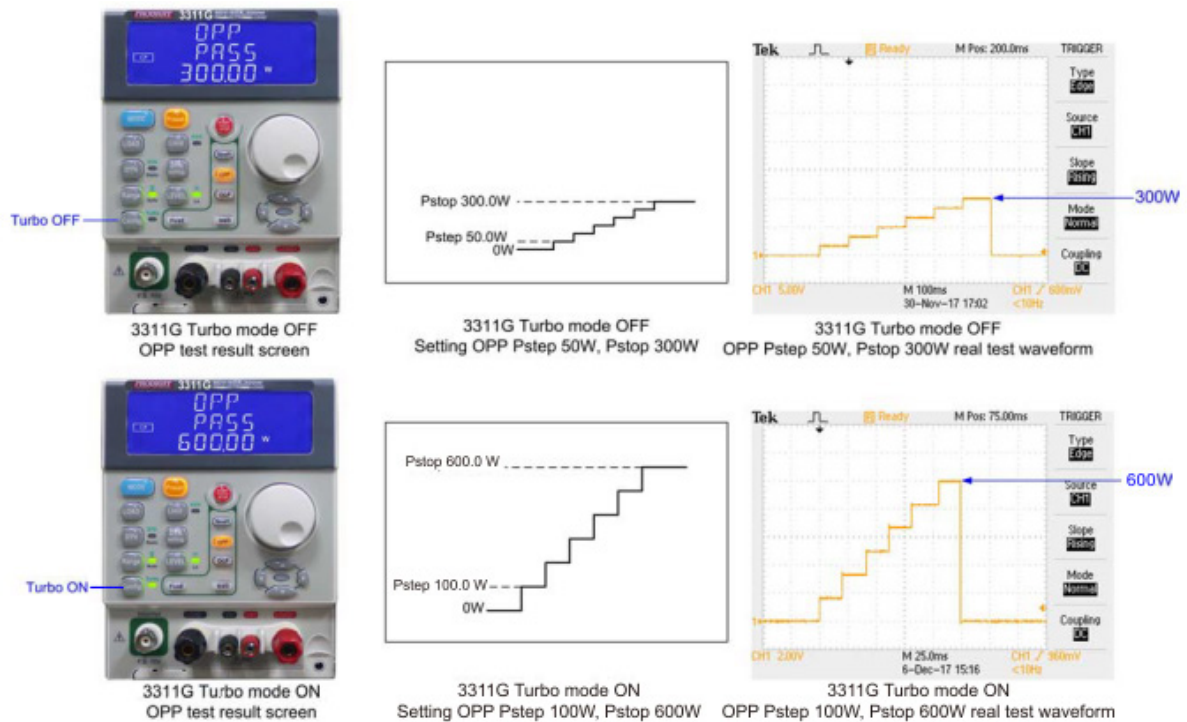 3311G
OPP
PASS
300.00 W
MODE
Turbo OFF
3311G Turbo mode OFF
OPP test result screen
Pstop 300.0W
Pstep 50.0W
0W
3311G Turbo mode OFF
Setting OPP Pstep 50W, Pstop 300W
Tek
Ready
M Pos: 200.0ms
TRIGGER
Type
Edge
Source
CH1
Slope
Rising
Mode
Normal
Coupling
DC
300W
CH1 5.00V
M 100ms
30-Nov-17 17:02
<10Hz
3311G Turbo mode OFF
OPP Pstep 50W, Pstop 300W real test waveform
3311G
OPP
PASS
600.00 W
MODE
Turbo ON
3311G Turbo mode ON
OPP test result screen
Pstop 600.0 W
Pstep 100.0 W
0W
3311G Turbo mode ON
Setting OPP Pstep 100W, Pstop 600W
Tek
Ready
M Pos: 75.00ms
TRIGGER
Type
Edge
Source
CH1
Slope
Rising
Mode
Normal
Coupling
DC
600W
CH1 2.00V
M 25.0ms
6-Dec-17 15:16
<10Hz
3311G Turbo mode ON
OPP Pstep 100W, Pstop 600W real test waveform